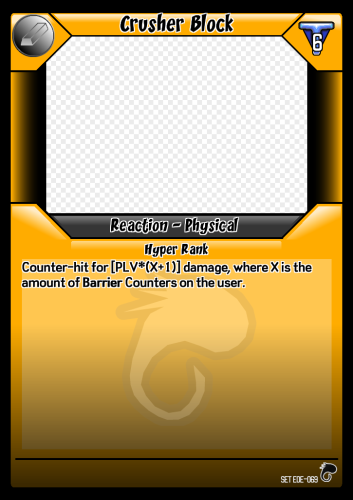 Crusher Block
6
Reaction - Physical
Hyper Rank
Counter-hit for [PLV*(X+1)] damage, where X is the
amount of Barrier Counters on the user.
SET EDE-069